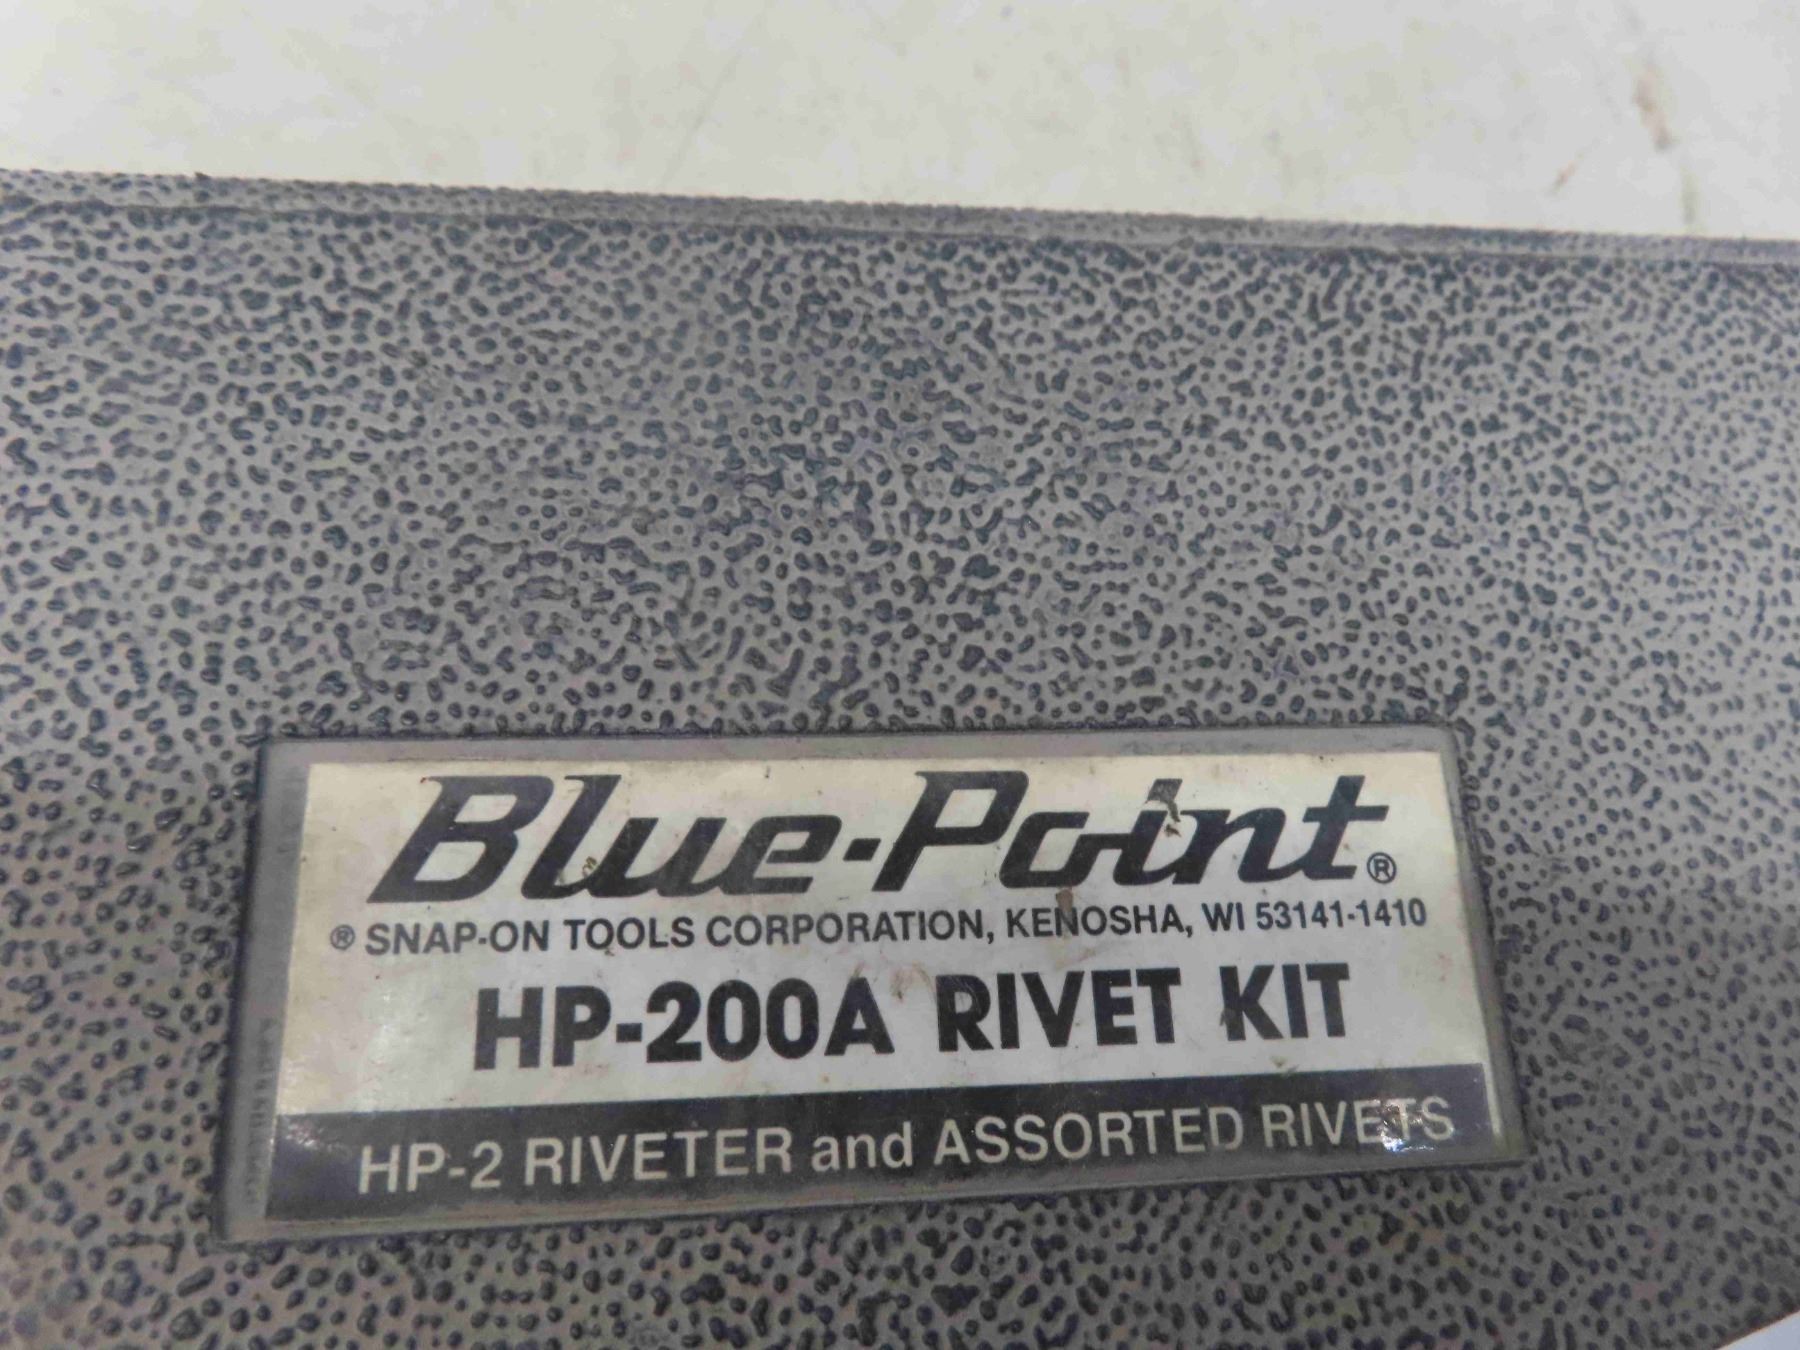 Blue-Point®
® SNAP-ON TOOLS CORPORATION, KENOSHA, WI 53141-1410
HP-200A RIVET KIT
HP-2 RIVETER and ASSORTED RIVETS